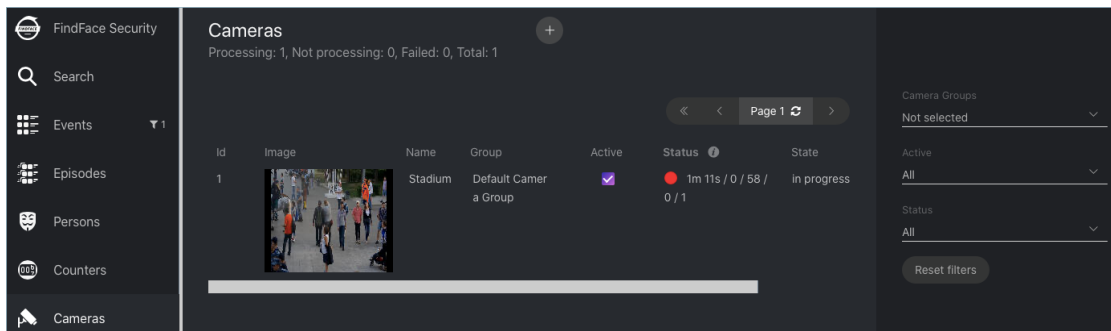 FindFace Security
Search
Events 1
Episodes
Persons
Counters
Cameras
Cameras
Processing: 1, Not processing: 0, Failed: 0, Total: 1
Page 1
Id Image Name Group Active Status State
1 Stadium Default Camer 1m 11s / 0 / 58 / in progress
a Group 0 / 1
Camera Groups
Not selected
Active
All
Status
All
Reset filters